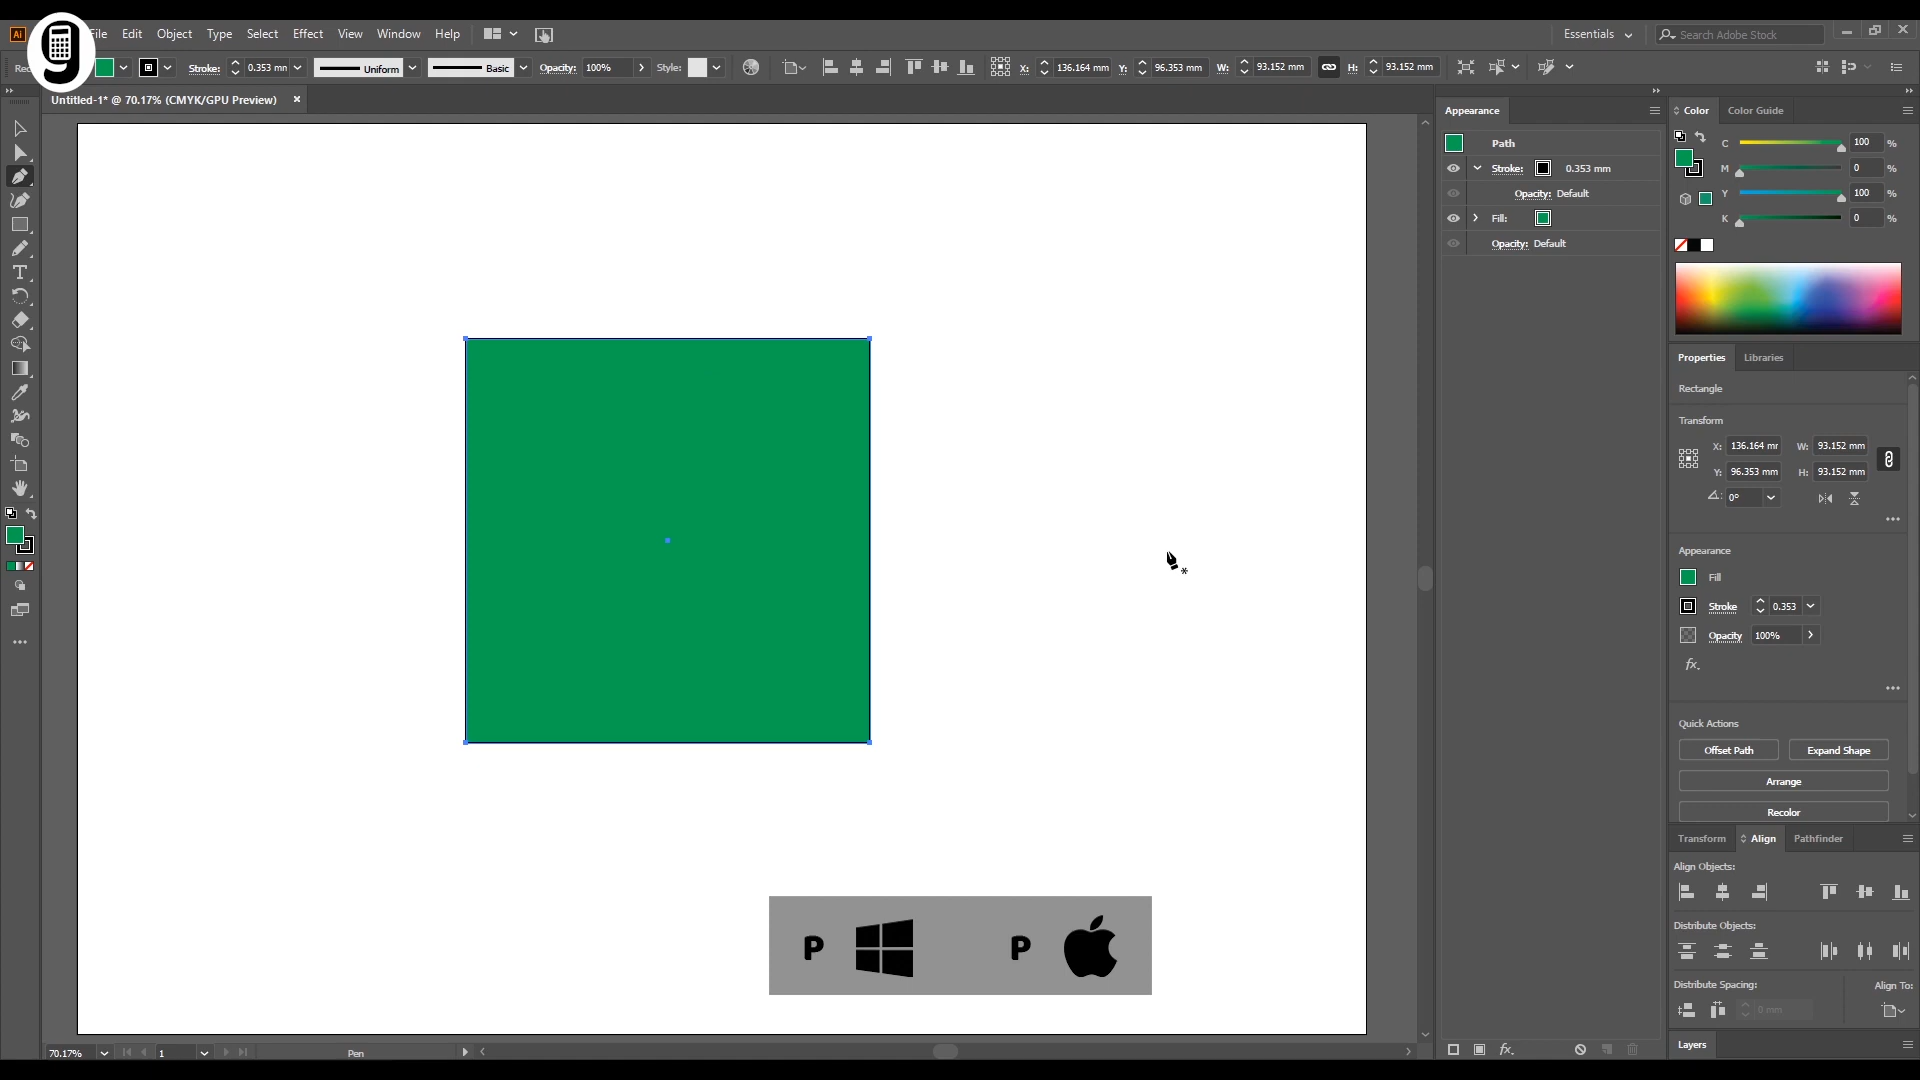 Ai File Edit Object Type Select Effect View Window Help Essentials Search Adobe Stock
Stroke: 0.353 mm Uniform Basic Opacity: 100% Style: X: 136.164 mm Y: 96.353 mm W: 93.152 mm H: 93.152 mm
Untitled-1* @ 70.17% (CMYK/GPU Preview)
Appearance
Path
Stroke: 0.353 mm
Opacity: Default
Fill:
Opacity: Default
Color Color Guide
C 100 %
M 0 %
Y 100 %
K 0 %
Properties Libraries
Rectangle
Transform
X: 136.164 mr W: 93.152 mm
Y: 96.353 mm H: 93.152 mm
0°
Appearance
Fill
Stroke 0.353
Opacity 100%
fx.
Quick Actions
Offset Path Expand Shape
Arrange
Recolor
Transform Align Pathfinder
Align Objects:
Distribute Objects:
Distribute Spacing: Align To:
0 mm
Layers
P P
70.17% 1 Pen
fx.